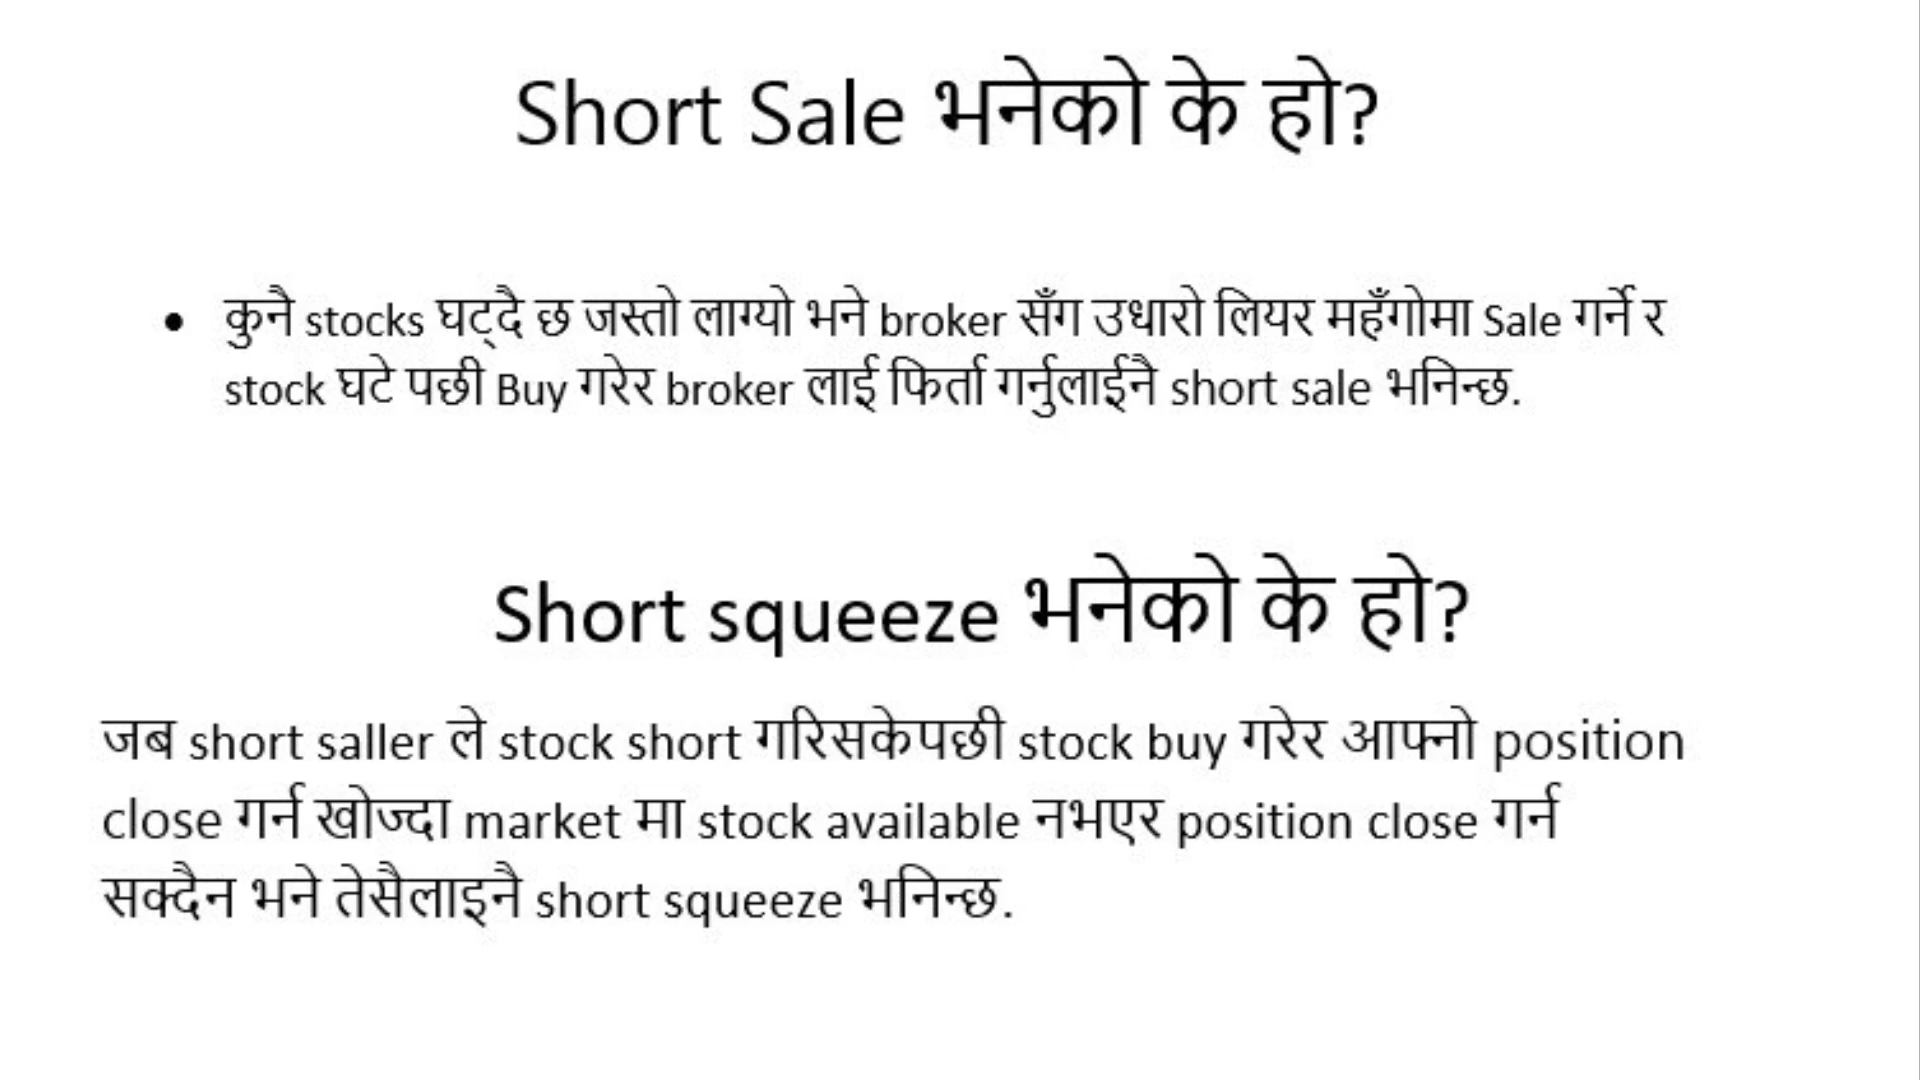 Short Sale भनेको के हो?
• कुनै stocks घट्दै छ जस्तो लाग्यो भने broker सँग उधारो लियर महँगोमा Sale गर्ने र
stock घटे पछी Buy गरेर broker लाई फिर्ता गर्नुलाईनै short sale भनिन्छ.
Short squeeze भनेको के हो?
जब short saller ले stock short गरिसकेपछी stock buy गरेर आफ्नो position
close गर्न खोज्दा market मा stock available नभएर position close गर्न
सक्दैन भने तेसैलाइनै short squeeze भनिन्छ.